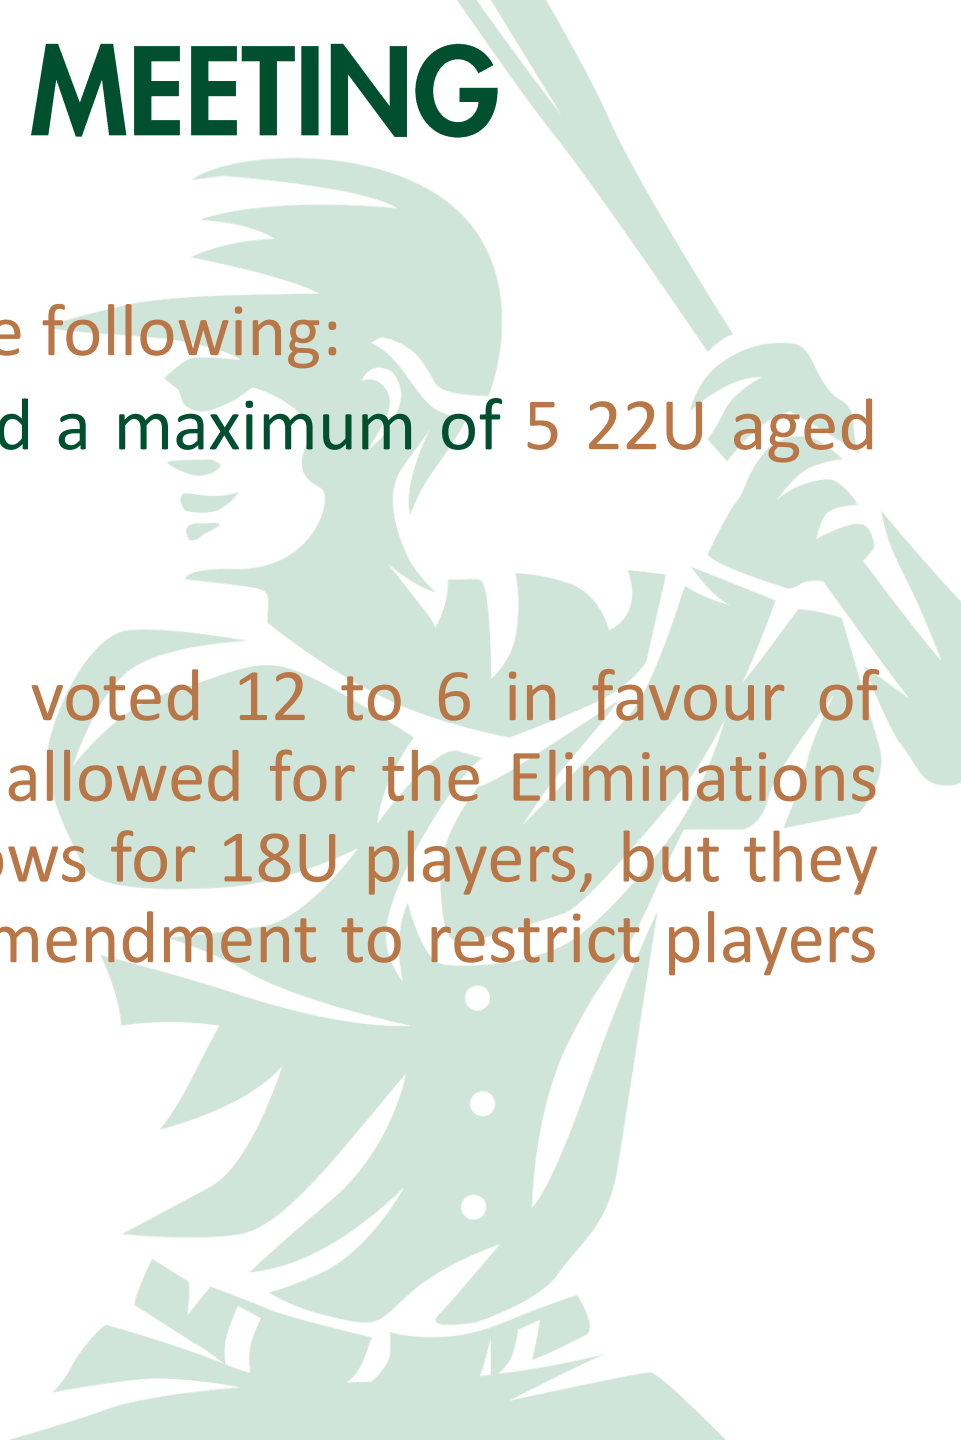 MEETING
e following:
d a maximum of 5 22U aged
voted 12 to 6 in favour of
allowed for the Eliminations
ows for 18U players, but they
mendment to restrict players